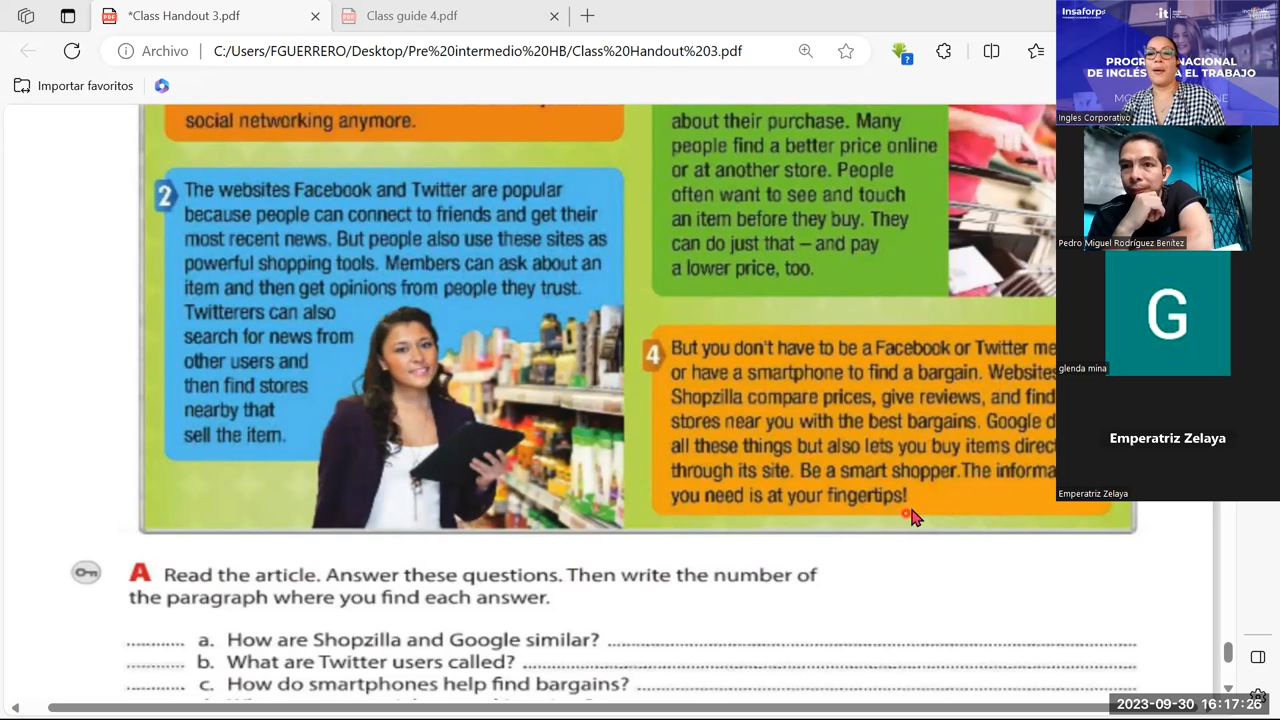 *Class Handout 3.pdf
Class guide 4.pdf
Archivo
C:/Users/FGUERRERO/Desktop/Pre%20intermedio%20HB/Class%20Handout%203.pdf
Importar favoritos
social networking anymore.
2
The websites Facebook and Twitter are popular
because people can connect to friends and get their
most recent news. But people also use these sites as
powerful shopping tools. Members can ask about an
item and then get opinions from people they trust.
Twitterers can also
search for news from
other users and
then find stores
nearby that
sell the item.
about their purchase. Many
people find a better price online
or at another store. People
often want to see and touch
an item before they buy. They
can do just that – and pay
a lower price, too.
4
But you don't have to be a Facebook or Twitter me
or have a smartphone to find a bargain. Websites
Shopzilla compare prices, give reviews, and find
stores near you with the best bargains. Google d
all these things but also lets you buy items direc
through its site. Be a smart shopper.The informa
you need is at your fingertips!
A Read the article. Answer these questions. Then write the number of
the paragraph where you find each answer.
a. How are Shopzilla and Google similar?
b. What are Twitter users called?
c. How do smartphones help find bargains?
Insaforp
it
PROGR NACIONAL
DE INGLÉS A EL TRABAJO
Ingles Corporativo
Pedro Miguel Rodríguez Benítez
G
glenda mina
Emperatriz Zelaya
Emperatriz Zelaya
2023-09-30 16:17:26